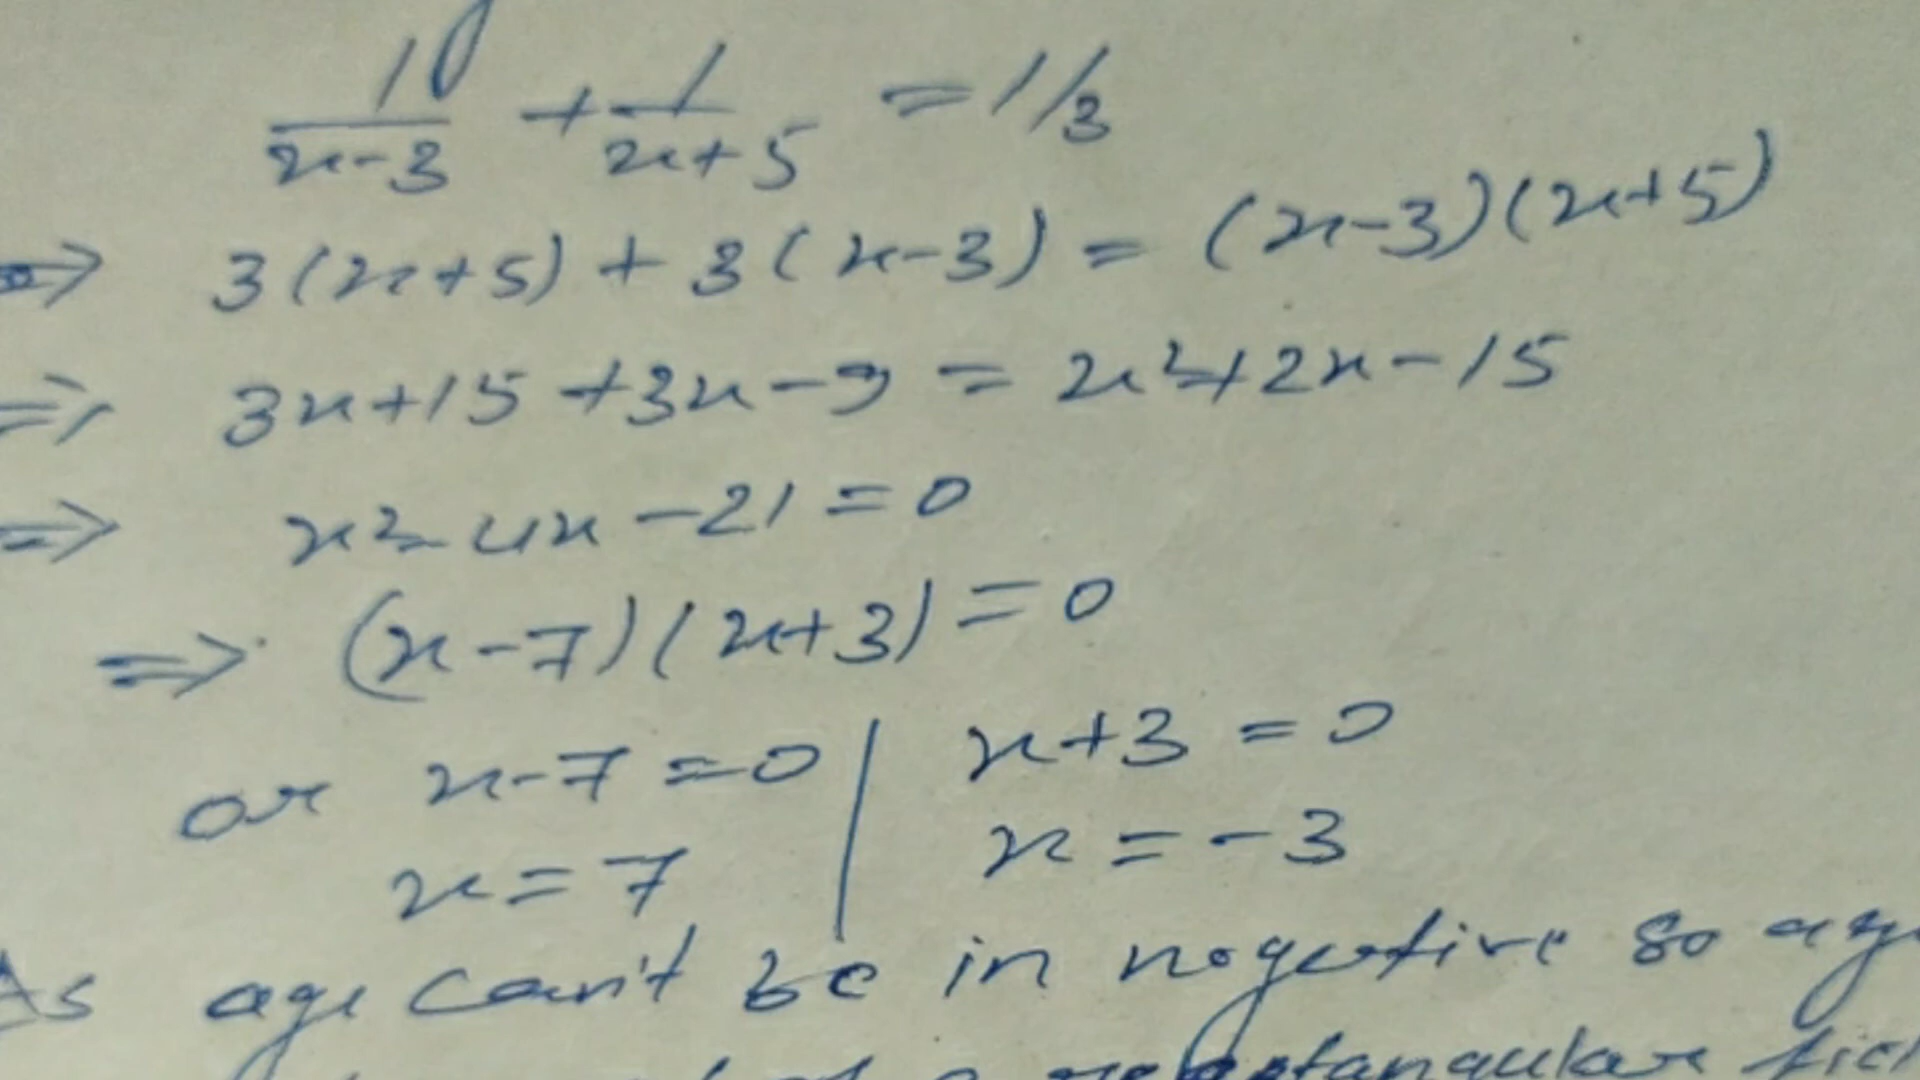 1/(x-3) + 1/(x+5) = 1/3
⇒ 3(x+5) + 3(x-3) = (x-3)(x+5)
⇒ 3x+15+3x-9 = x²+2x-15
⇒ x²-4x-21=0
⇒ (x-7)(x+3)=0
or x-7=0 | x+3=0
x=7 | x=-3
As age can't be in negative so